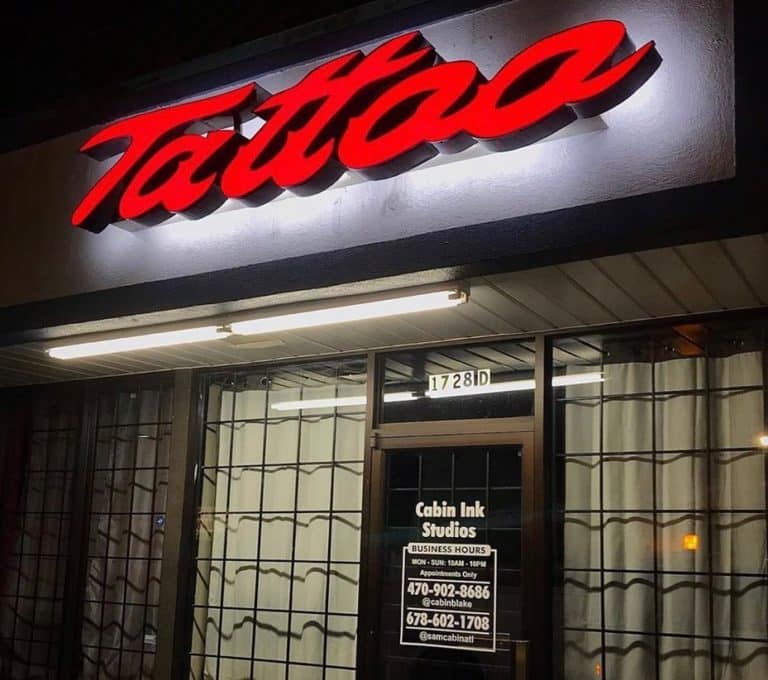 Tattoo
1728 D
Cabin Ink
Studios
BUSINESS HOURS
MON - SUN: 10AM - 10PM
Appointments Only
470-902-8686
@cabinblake
678-602-1708
@samcabinatl